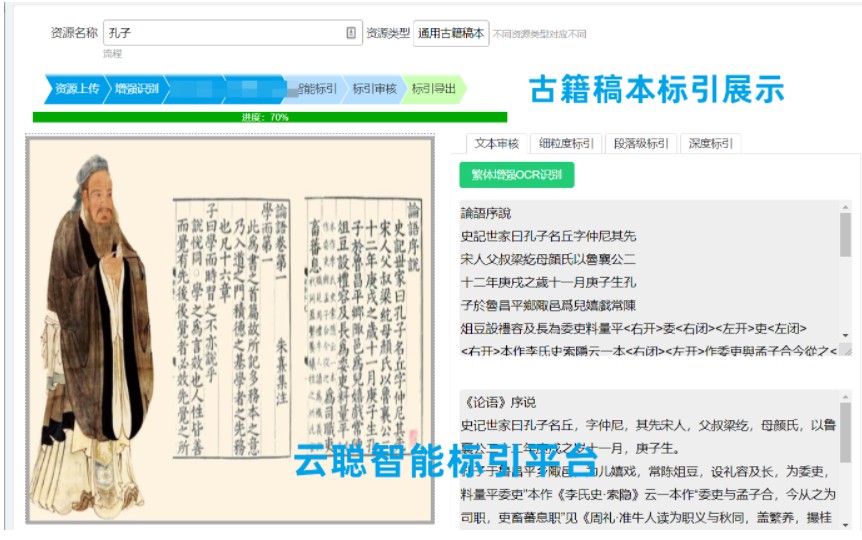 资源名称 孔子 资源类型 通用古籍稿本 不同资源类型对应不同
流程
资源上传 增强识别 智能标引 标引审核 标引导出
古籍稿本标引展示
进度：70%
文本审核 细粒度标引 段落级标引 深度标引
繁体增强OCR识别
論語序說
史記世家曰孔子名丘字仲尼其先
宋人父叔梁紇母顏氏以魯襄公二
十二年庚戌之歲十一月庚子生孔
子於魯昌平鄉陬邑爲兒嬉戲常陳
俎豆設禮容及長為委吏料量平<右开>委<右闭><左开>吏<左闭>
<右开>本作李氏史索隱云一本<右闭><左开>作委吏與孟子合今從之<
《论语》序说
史记世家曰孔子名丘，字仲尼，其先宋人，父叔梁纥，母颜氏，以鲁
襄公二十二年庚戌之岁十一月，庚子生。
孔子于鲁昌平乡陬邑，为儿嬉戏，常陈俎豆，设礼容及长，为委吏，
料量平委吏”本作《李氏史·索隐》云一本作“委吏与孟子合，今从之为
司职，吏畜蕃息职”见《周礼·准牛人读为职义与秋同，盖繁养，撮桂
論語序說
史記世家曰孔子名丘字仲尼其先
宋人父叔梁紇母顏氏以魯襄公二
十二年庚戌之歲十一月庚子生孔
子於魯昌平鄉陬邑爲兒嬉戲常陳
俎豆設禮容及長爲委吏料量平
爲司職吏
畜蕃息
論語卷第一
朱熹集注
學而第一
此爲書之首篇故所記多務本之意
乃入道之門積德之基學者之先務
也凡十六章
子曰學而時習之不亦說乎
說悅同學之爲言效也人性皆善
而覺有先後後覺者必效先覺之所
云聪智能标引平台